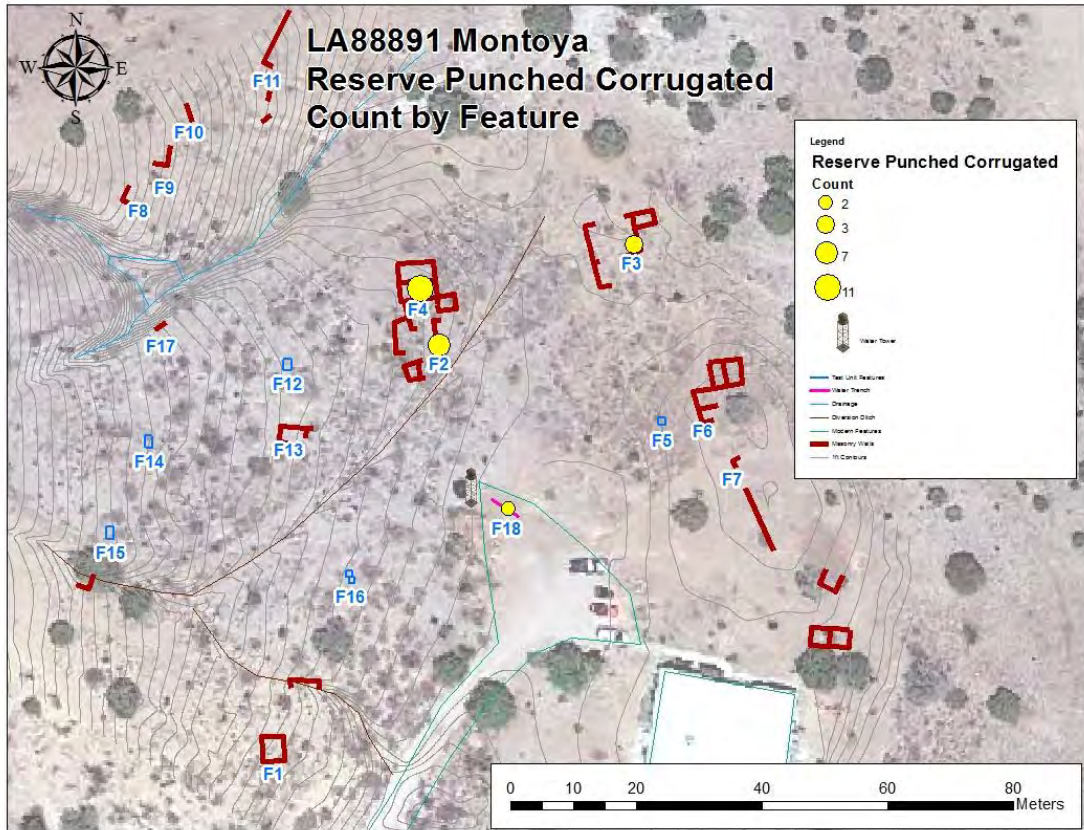 N
W
E
S
LA88891 Montoya
Reserve Punched Corrugated
Count by Feature
F11
F10
F9
F8
F17
F12
F14
F13
F15
F16
F1
F4
F2
F3
F5
F6
F7
F18
Legend
Reserve Punched Corrugated
Count
2
3
7
11
Water Tower
Test Unit Features
Water Trench
Drainage
Diversion Ditch
Modern Features
Masonry Walls
1ft Contours
0
10
20
40
60
80
Meters